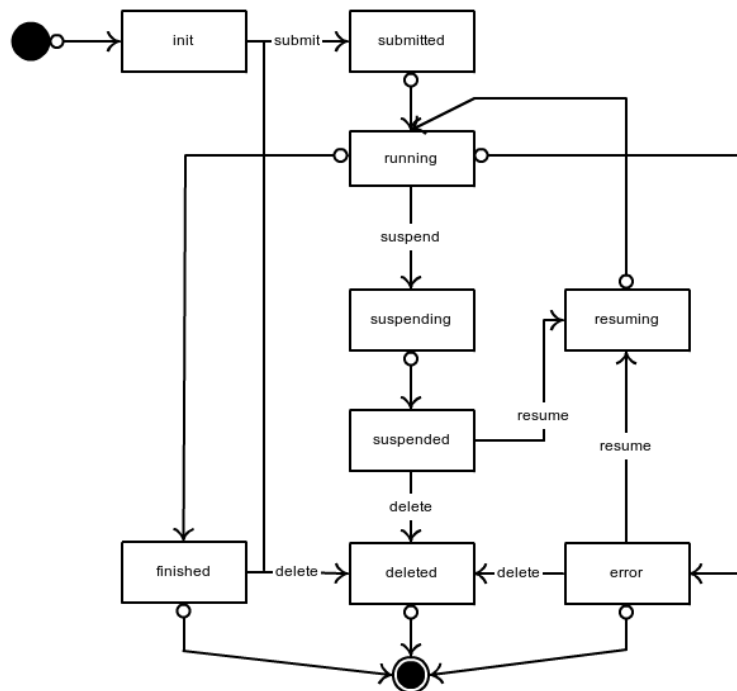 init
submit
submitted
running
suspend
suspending
resuming
suspended
resume
resume
delete
finished
delete
deleted
delete
error